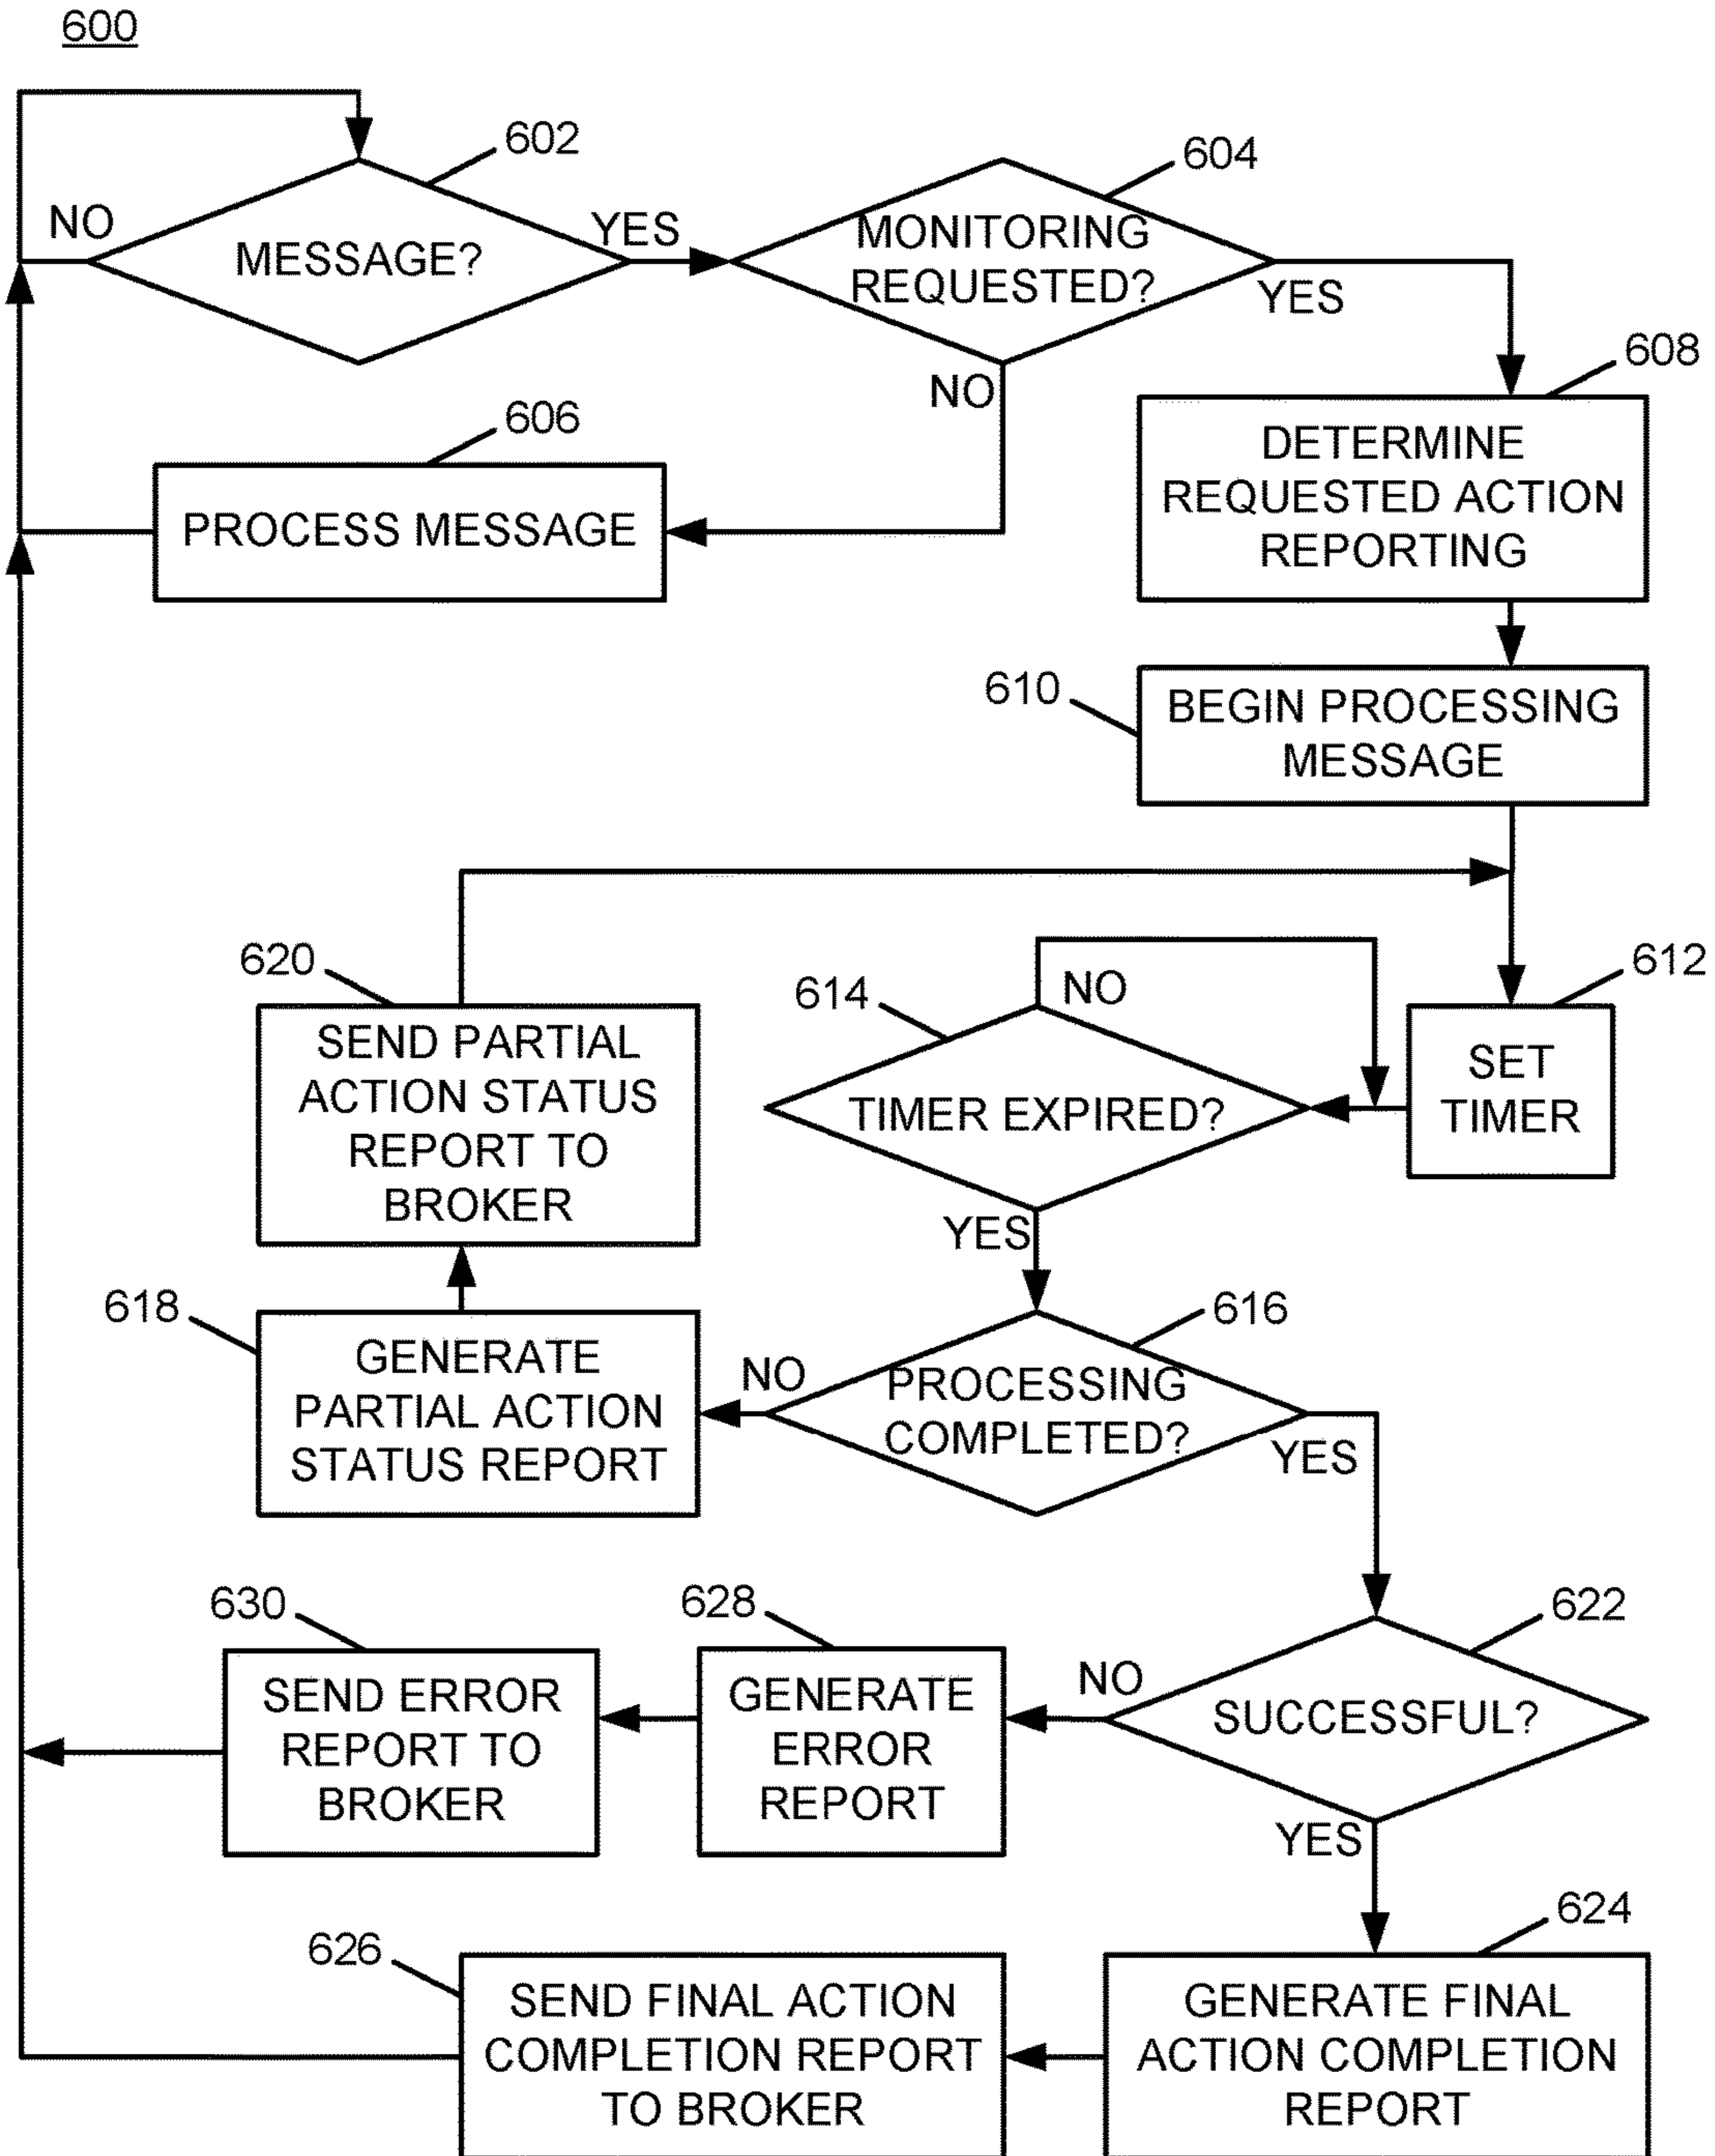 600
602
NO
MESSAGE?
YES
604
MONITORING
REQUESTED?
YES
NO
606
PROCESS MESSAGE
608
DETERMINE
REQUESTED ACTION
REPORTING
610
BEGIN PROCESSING
MESSAGE
612
SET
TIMER
614
NO
TIMER EXPIRED?
YES
620
SEND PARTIAL
ACTION STATUS
REPORT TO
BROKER
616
PROCESSING
COMPLETED?
NO
YES
618
GENERATE
PARTIAL ACTION
STATUS REPORT
622
SUCCESSFUL?
NO
YES
628
GENERATE
ERROR
REPORT
630
SEND ERROR
REPORT TO
BROKER
624
GENERATE FINAL
ACTION COMPLETION
REPORT
626
SEND FINAL ACTION
COMPLETION REPORT
TO BROKER